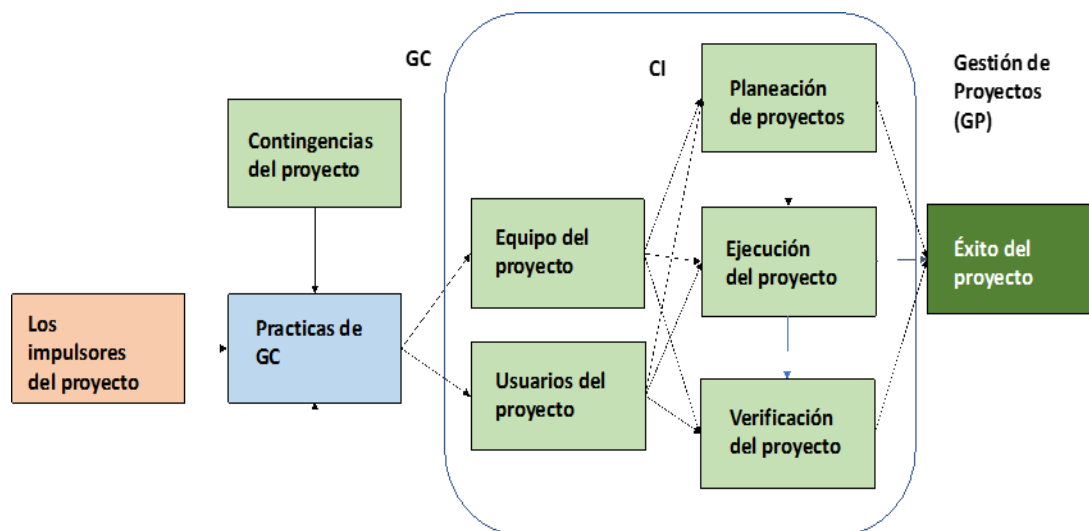 GC
CI
Planeación
de proyectos
Gestión de
Proyectos
(GP)
Contingencias
del proyecto
Equipo del
proyecto
Ejecución
del proyecto
Éxito del
proyecto
Los
impulsores
del proyecto
Practicas de
GC
Usuarios del
proyecto
Verificación
del proyecto